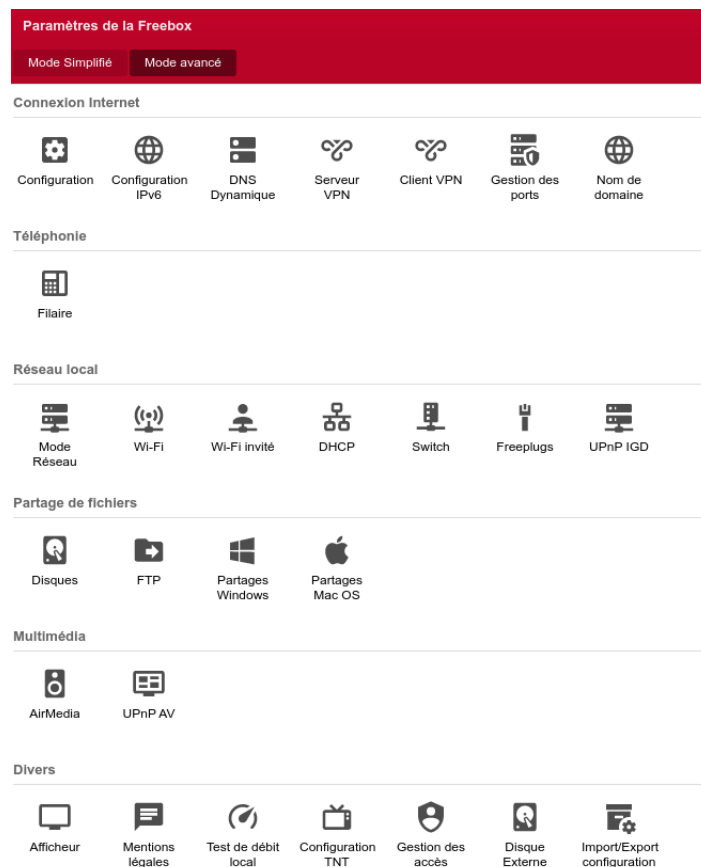 Paramètres de la Freebox
Mode Simplifié Mode avancé
Connexion Internet
Configuration Configuration DNS Serveur Client VPN Gestion des Nom de
IPv6 Dynamique VPN ports domaine
Téléphonie
Filaire
Réseau local
Mode Wi-Fi Wi-Fi invité DHCP Switch Freeplugs UPnP IGD
Réseau
Partage de fichiers
Disques FTP Partages Partages
Windows Mac OS
Multimédia
AirMedia UPnP AV
Divers
Afficheur Mentions Test de débit Configuration Gestion des Disque Import/Export
légales local TNT accès Externe configuration